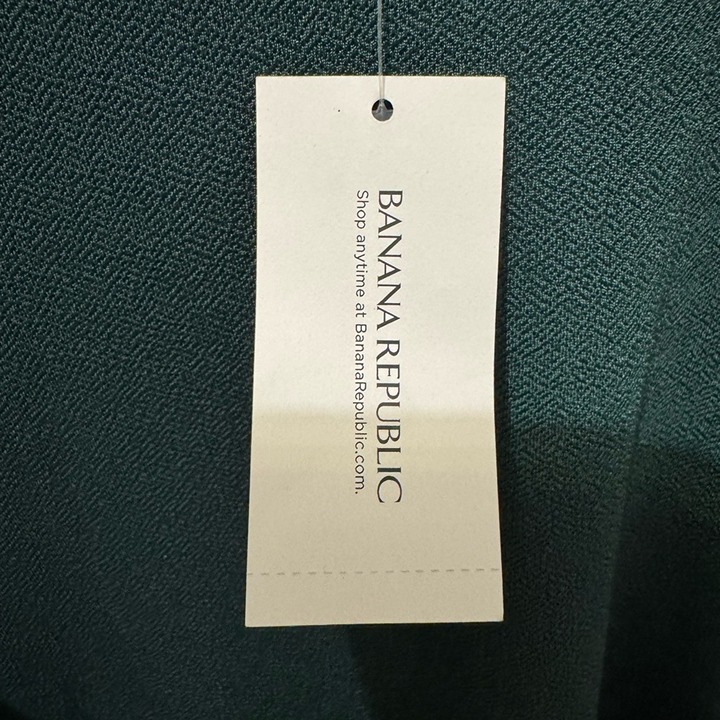 BANANA REPUBLIC
Shop anytime at BananaRepublic.com.